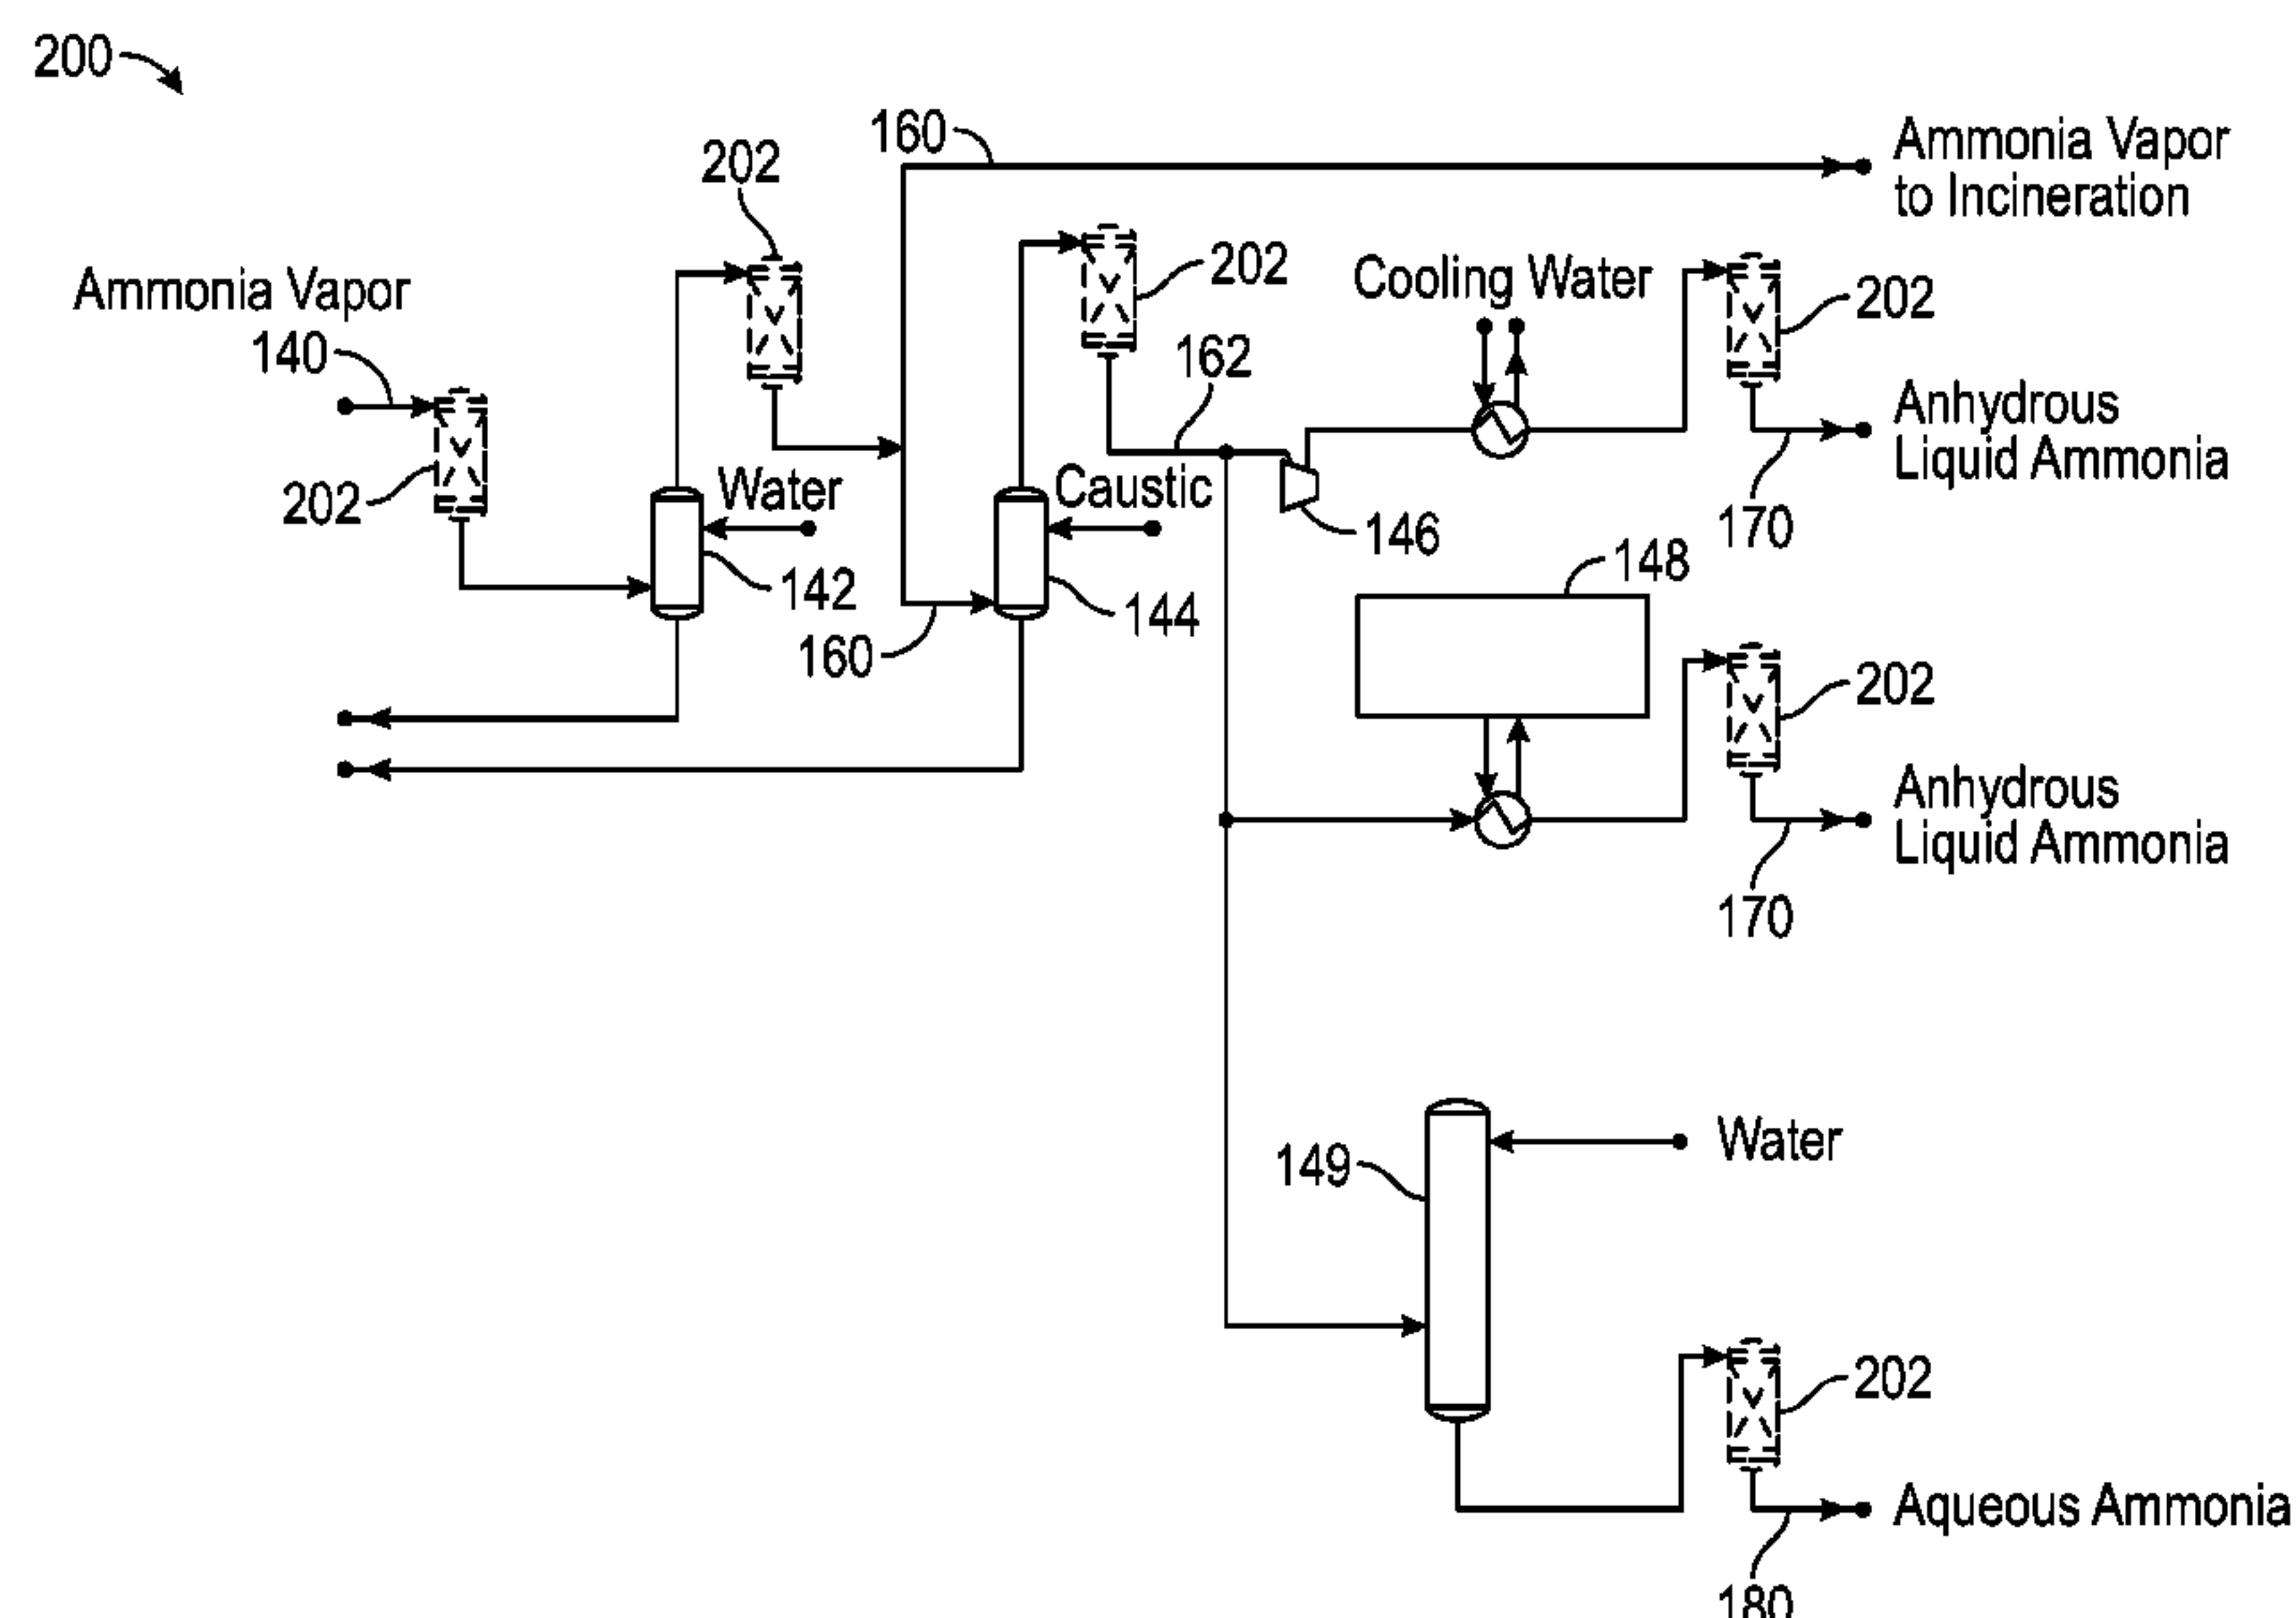 200
160
Ammonia Vapor
to Incineration
202
202
Cooling Water
202
Ammonia Vapor
140
162
Anhydrous
Liquid Ammonia
202
Water
Caustic
146
170
142
144
148
160
202
Anhydrous
Liquid Ammonia
170
Water
149
202
Aqueous Ammonia
180